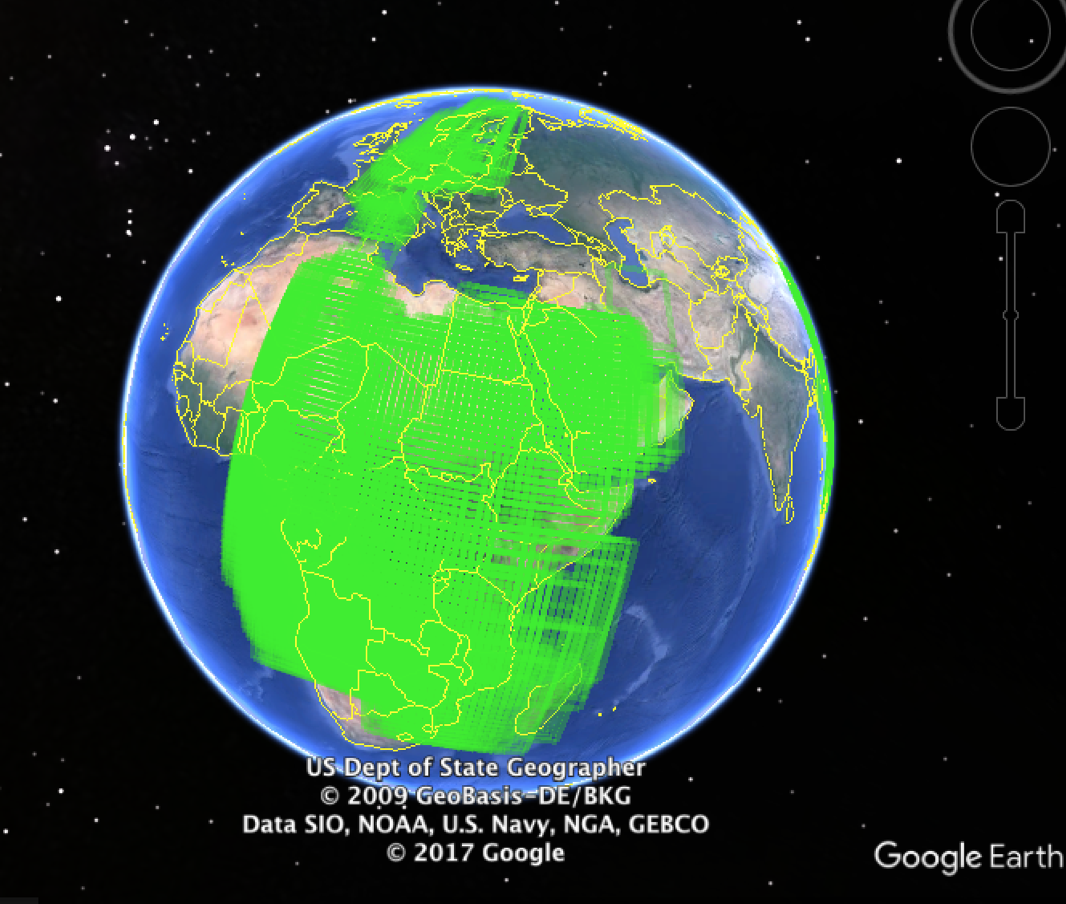 US Dept of State Geographer
© 2009 GeoBasis-DE/BKG
Data SIO, NOAA, U.S. Navy, NGA, GEBCO
© 2017 Google
Google Earth